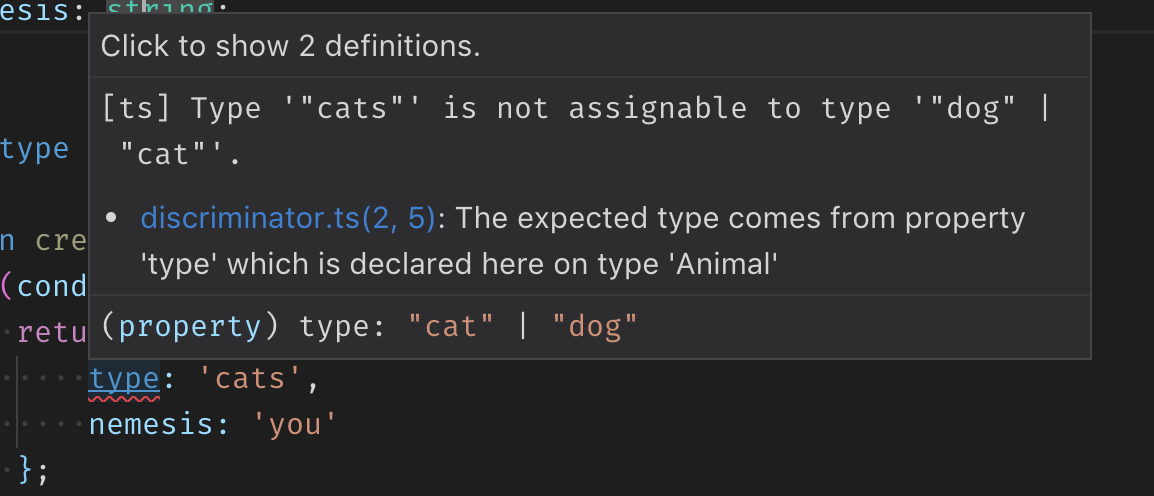 esis: string;
Click to show 2 definitions.
[ts] Type '"cats"' is not assignable to type '"dog" |
"cat"'.
type
• discriminator.ts(2, 5): The expected type comes from property
n cre
'type' which is declared here on type 'Animal'
(cond
retu
(property) type: "cat" | "dog"
type: 'cats',
nemesis: 'you'
};